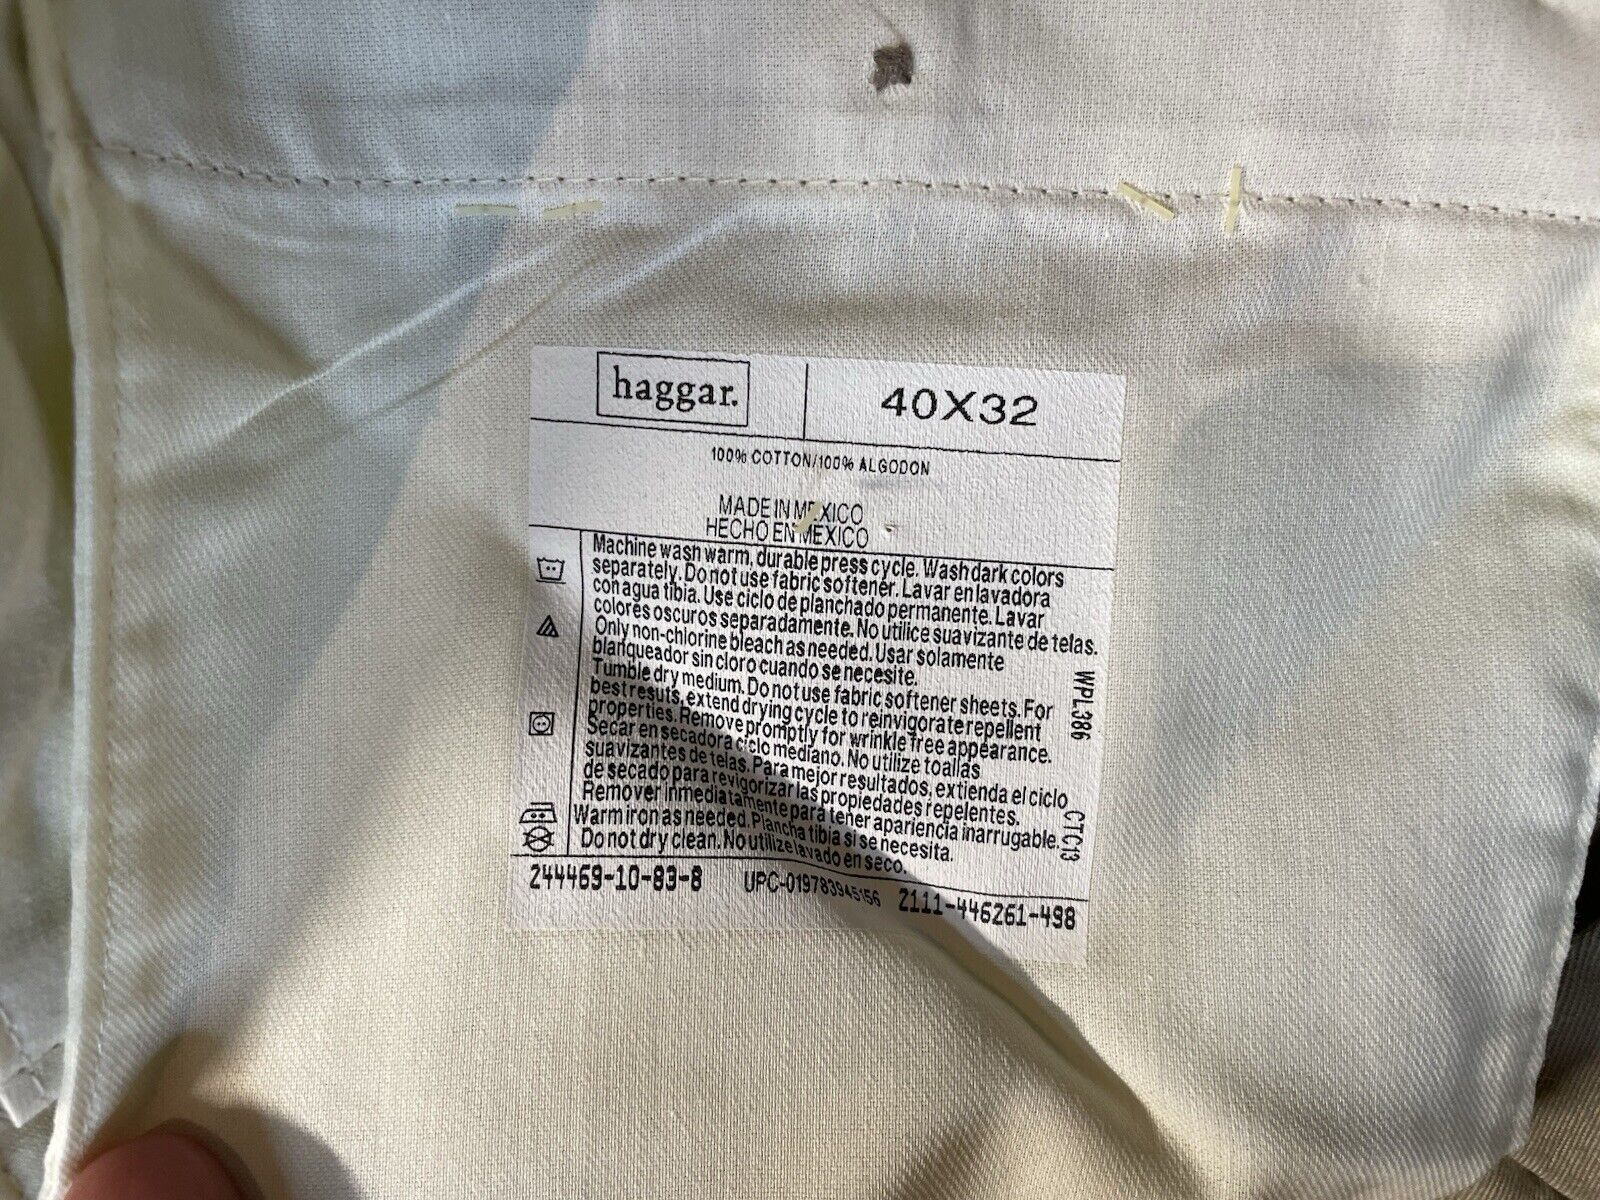 haggar.
40X32
100% COTTON/100% ALGODON
MADE IN MEXICO
HECHO EN MEXICO
Machine wash warm, durable press cycle. Wash dark colors
separately. Do not use fabric softener. Lavar en lavadora
con agua tibia. Use ciclo de planchado permanente. Lavar
colores oscuros separadamente. No utilice suavizante de telas.
Only non-chlorine bleach as needed. Usar solamente
blanqueador sin cloro cuando se necesite.
Tumble dry medium. Do not use fabric softener sheets. For
best resuts, extend drying cycle to reinvigorate repellent
properties. Remove promptly for wrinkle free appearance.
Secar en secadora ciclo mediano. No utilize toallas
suavizantes de telas. Para mejor resultados, extienda el ciclo
de secado para revigorizar las propiedades repelentes.
Remover inmediatamente para tener apariencia inarrugable.
Warm iron as needed. Plancha tibia si se necesita.
Do not dry clean. No utilize lavado en seco.
WPL386
CTC13
244469-10-83-8
UPC-019783945156
2111-446261-498